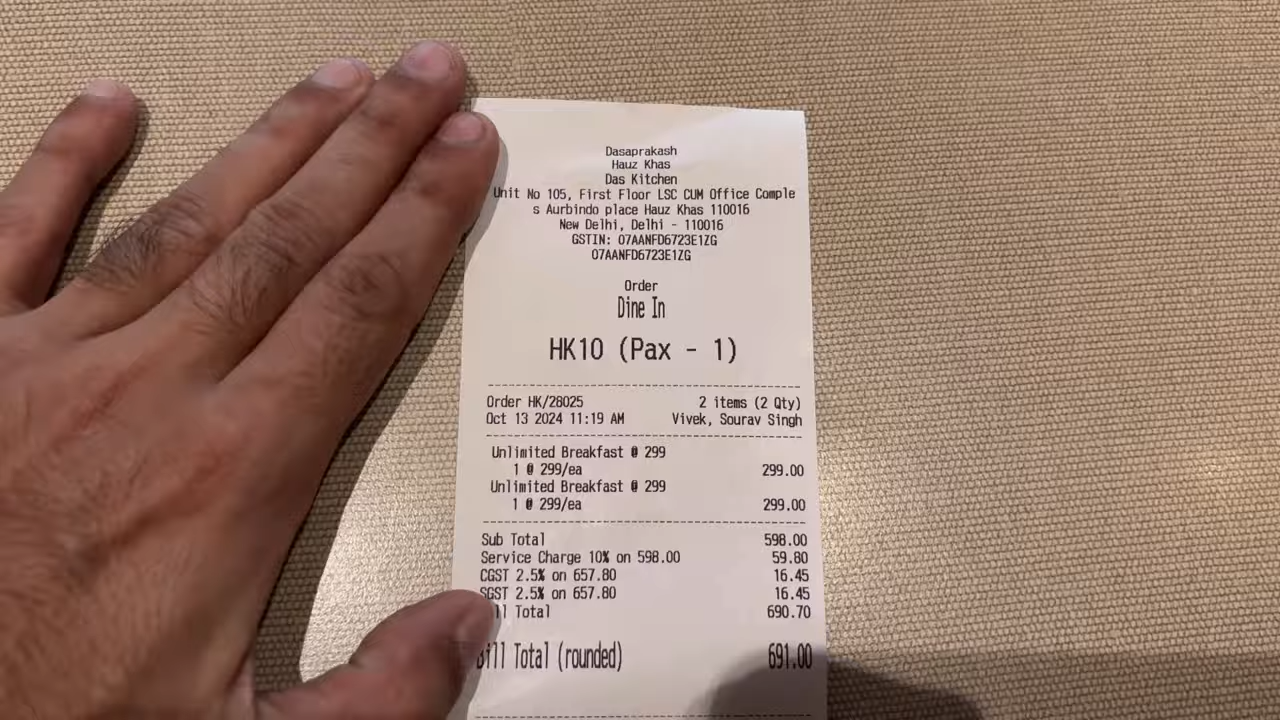 Dasaprakash
Hauz Khas
Das Kitchen
Unit No 105, First Floor LSC CUM Office Comple
s Aurbindo place Hauz Khas 110016
New Delhi, Delhi - 110016
GSTIN: 07AANFD6723E1ZG
07AANFD6723E1ZG
Order
Dine In
HK10 (Pax - 1)
Order HK/28025 2 items (2 Qty)
Oct 13 2024 11:19 AM Vivek, Sourav Singh
Unlimited Breakfast @ 299
1 @ 299/ea 299.00
Unlimited Breakfast @ 299
1 @ 299/ea 299.00
Sub Total 598.00
Service Charge 10% on 598.00 59.80
CGST 2.5% on 657.80 16.45
SGST 2.5% on 657.80 16.45
Bill Total 690.70
Bill Total (rounded) 691.00